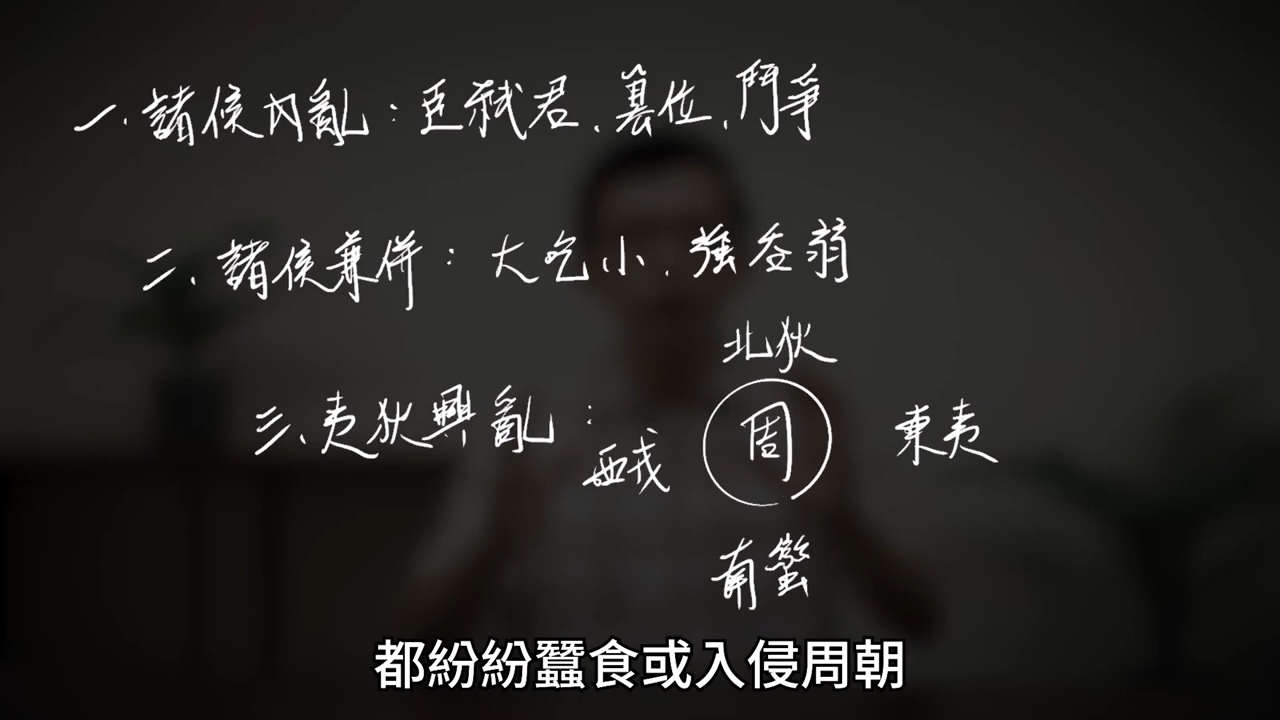 一、諸侯內亂：臣弒君、篡位、鬥爭
二、諸侯兼併：大吃小、強吞弱
北狄
三、夷狄興亂：
西戎
周
東夷
南蠻
都紛紛蠶食或入侵周朝